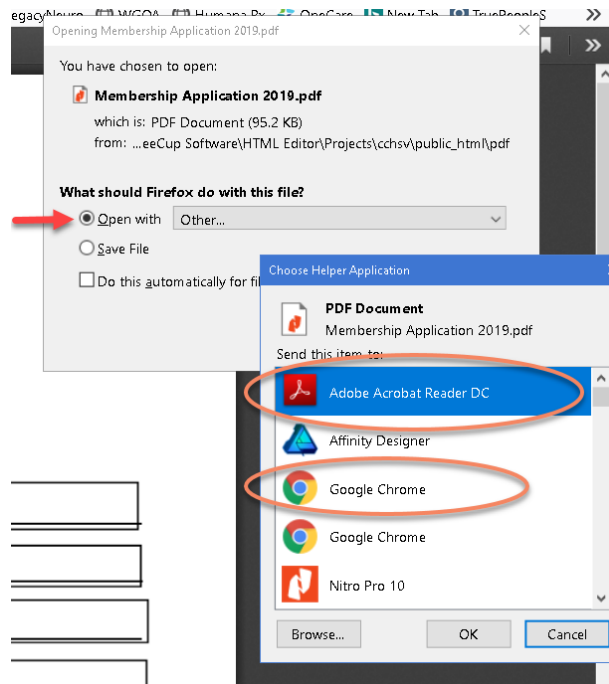 WGOA Humana Rx OneCare New Tab
Opening Membership Application 2019.pdf
You have chosen to open:
Membership Application 2019.pdf
which is: PDF Document (95.2 KB)
from: ...eeCup Software\HTML Editor\Projects\cchsv\public_html\pdf
What should Firefox do with this file?
Open with Other...
Save File
Do this automatically for fil
Choose Helper Application
PDF Document
Membership Application 2019.pdf
Send this item to:
Adobe Acrobat Reader DC
Affinity Designer
Google Chrome
Google Chrome
Nitro Pro 10
Browse... OK Cancel